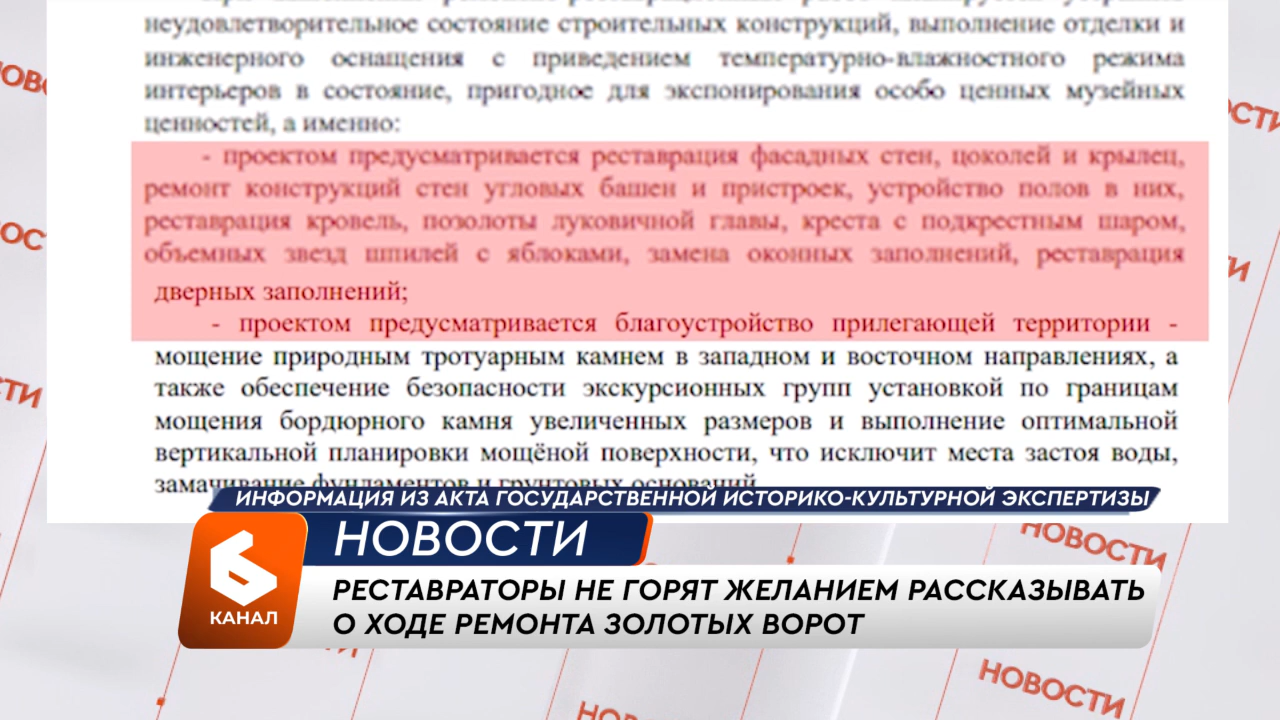 неудовлетворительное состояние строительных конструкций, выполнение отделки и
инженерного оснащения с приведением температурно-влажностного режима
интерьеров в состояние, пригодное для экспонирования особо ценных музейных
ценностей, а именно:
- проектом предусматривается реставрация фасадных стен, цоколей и крылец,
ремонт конструкций стен угловых башен и пристроек, устройство полов в них,
реставрация кровель, позолоты луковичной главы, креста с подкрестным шаром,
объемных звезд шпилей с яблоками, замена оконных заполнений, реставрация
дверных заполнений;
- проектом предусматривается благоустройство прилегающей территории -
мощение природным тротуарным камнем в западном и восточном направлениях, а
также обеспечение безопасности экскурсионных групп установкой по границам
мощения бордюрного камня увеличенных размеров и выполнение оптимальной
вертикальной планировки мощёной поверхности, что исключит места застоя воды,
замачивание фундаментов и грунтовых оснований
ИНФОРМАЦИЯ ИЗ АКТА ГОСУДАРСТВЕННОЙ ИСТОРИКО-КУЛЬТУРНОЙ ЭКСПЕРТИЗЫ
6 КАНАЛ
НОВОСТИ
РЕСТАВРАТОРЫ НЕ ГОРЯТ ЖЕЛАНИЕМ РАССКАЗЫВАТЬ
О ХОДЕ РЕМОНТА ЗОЛОТЫХ ВОРОТ
НОВОСТИ
НОВОСТИ